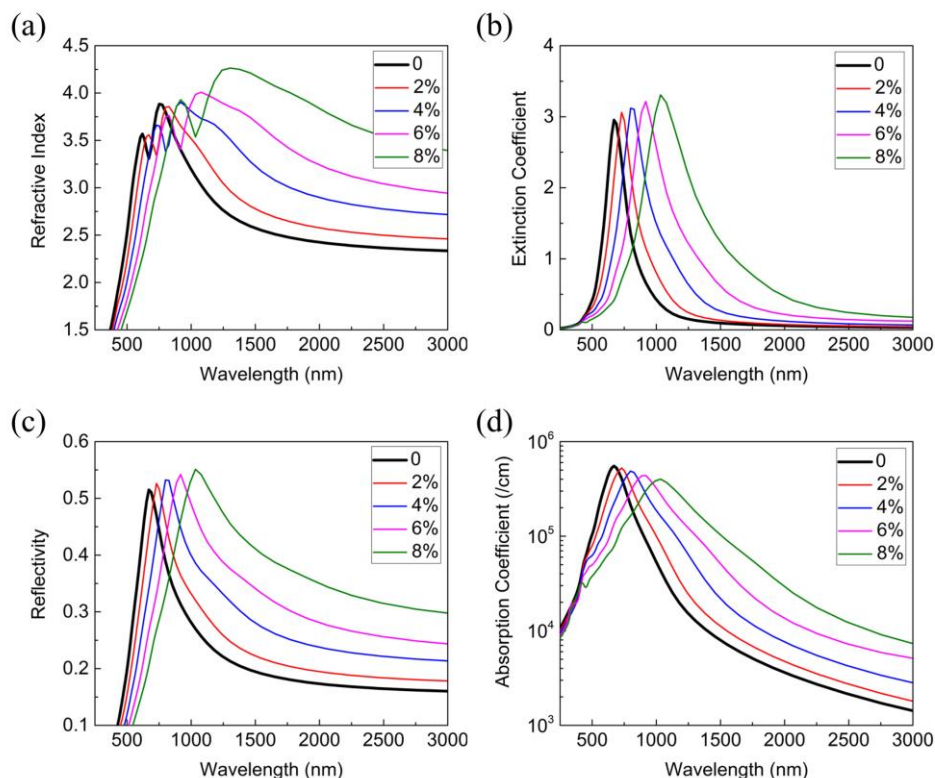 (a)
4.5
4.0
3.5
3.0
2.5
2.0
1.5
Refractive Index
500 1000 1500 2000 2500 3000
Wavelength (nm)
0
2%
4%
6%
8%
(b)
4
3
2
1
0
Extinction Coefficient
500 1000 1500 2000 2500 3000
Wavelength (nm)
0
2%
4%
6%
8%
(c)
0.6
0.5
0.4
0.3
0.2
0.1
Reflectivity
500 1000 1500 2000 2500 3000
Wavelength (nm)
0
2%
4%
6%
8%
(d)
10⁶
10⁵
10⁴
10³
Absorption Coefficient (/cm)
500 1000 1500 2000 2500 3000
Wavelength (nm)
0
2%
4%
6%
8%